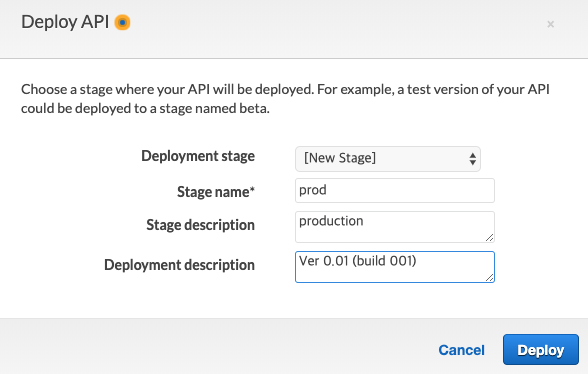 Deploy API
Choose a stage where your API will be deployed. For example, a test version of your API
could be deployed to a stage named beta.
Deployment stage [New Stage]
Stage name* prod
Stage description production
Deployment description Ver 0.01 (build 001)
Cancel Deploy